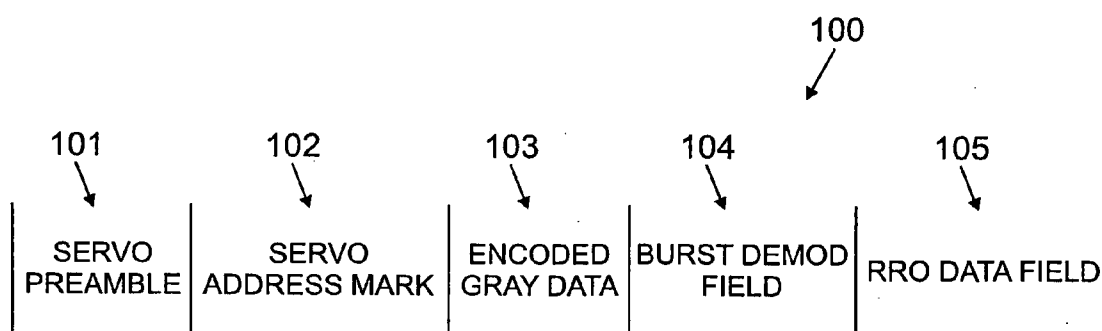 100
101 102 103 104 105
SERVO PREAMBLE
SERVO ADDRESS MARK
ENCODED GRAY DATA
BURST DEMOD FIELD
RRO DATA FIELD